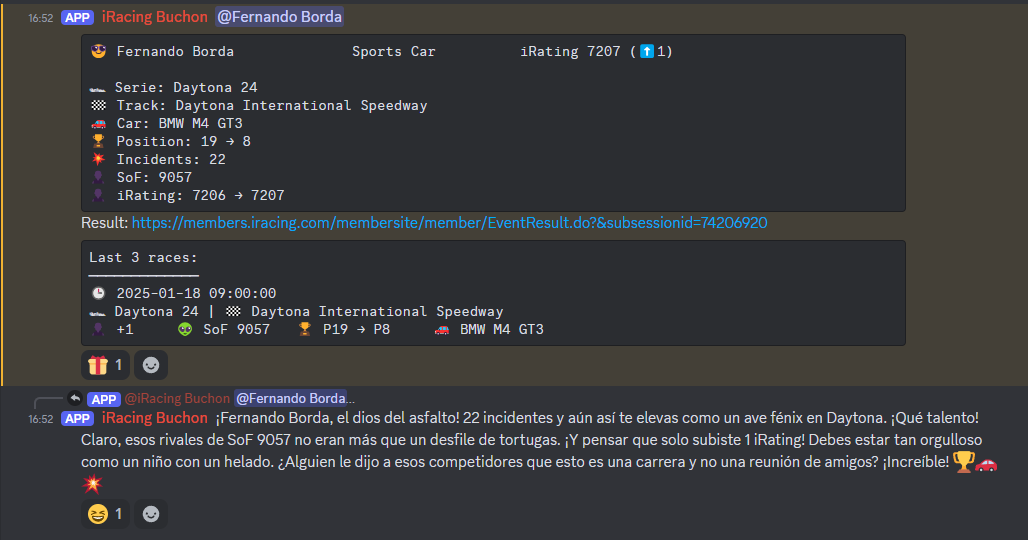 16:52 APP iRacing Buchon @Fernando Borda
Fernando Borda Sports Car iRating 7207 (⬆1)
Serie: Daytona 24
Track: Daytona International Speedway
Car: BMW M4 GT3
Position: 19 → 8
Incidents: 22
SoF: 9057
iRating: 7206 → 7207
Result: https://members.iracing.com/membersite/member/EventResult.do?&subsessionid=74206920
Last 3 races:
2025-01-18 09:00:00
Daytona 24 | Daytona International Speedway
+1 SoF 9057 P19 → P8 BMW M4 GT3
1
APP @iRacing Buchon @Fernando Borda...
16:52 APP iRacing Buchon ¡Fernando Borda, el dios del asfalto! 22 incidentes y aún así te elevas como un ave fénix en Daytona. ¡Qué talento!
Claro, esos rivales de SoF 9057 no eran más que un desfile de tortugas. ¡Y pensar que solo subiste 1 iRating! Debes estar tan orgulloso
como un niño con un helado. ¿Alguien le dijo a esos competidores que esto es una carrera y no una reunión de amigos? ¡Increíble!
1